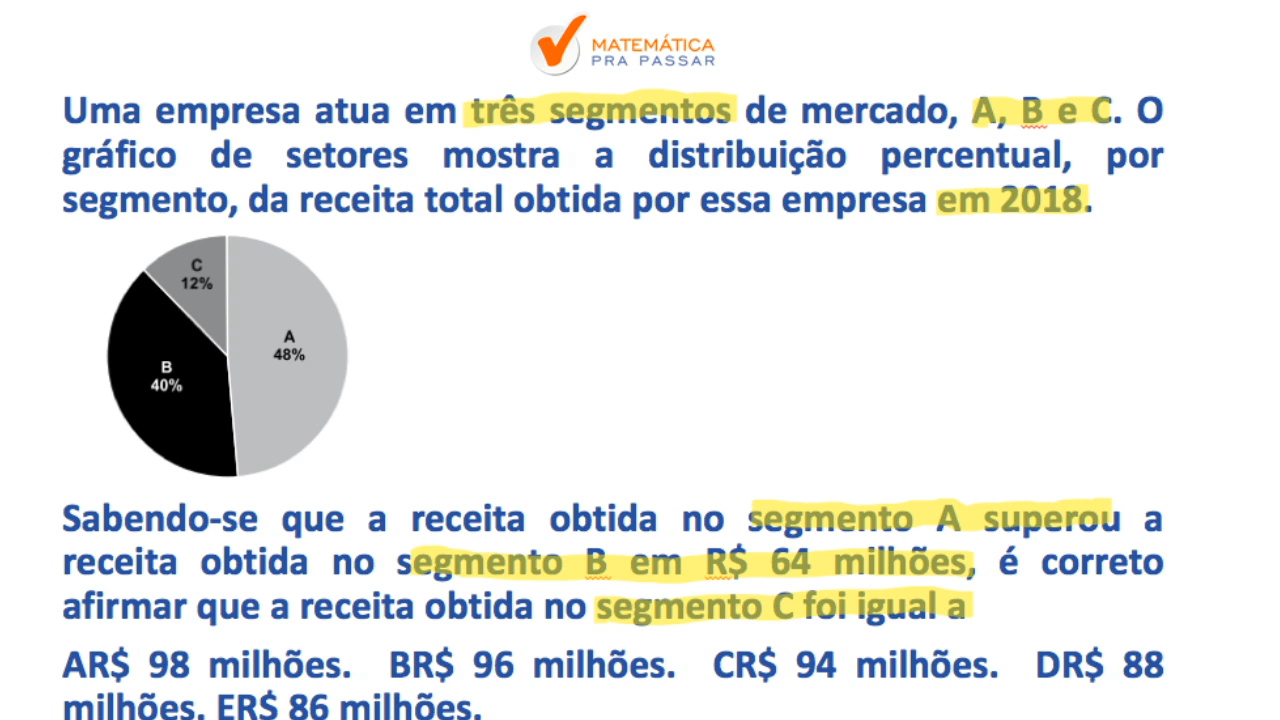 MATEMÁTICA
PRA PASSAR
Uma empresa atua em três segmentos de mercado, A, B e C. O
gráfico de setores mostra a distribuição percentual, por
segmento, da receita total obtida por essa empresa em 2018.
C
12%
A
48%
B
40%
Sabendo-se que a receita obtida no segmento A superou a
receita obtida no segmento B em R$ 64 milhões, é correto
afirmar que a receita obtida no segmento C foi igual a
AR$ 98 milhões. BR$ 96 milhões. CR$ 94 milhões. DR$ 88
milhões. ER$ 86 milhões.